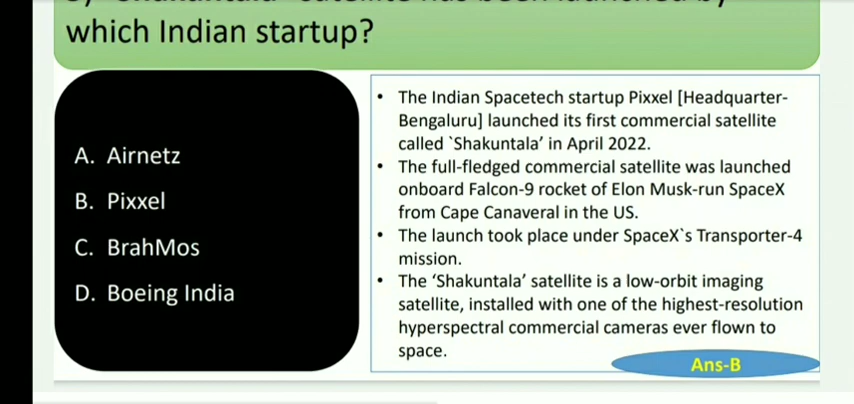 which Indian startup?
A. Airnetz
B. Pixxel
C. BrahMos
D. Boeing India
• The Indian Spacetech startup Pixxel [Headquarter-
Bengaluru] launched its first commercial satellite
called `Shakuntala’ in April 2022.
• The full-fledged commercial satellite was launched
onboard Falcon-9 rocket of Elon Musk-run SpaceX
from Cape Canaveral in the US.
• The launch took place under SpaceX`s Transporter-4
mission.
• The ‘Shakuntala’ satellite is a low-orbit imaging
satellite, installed with one of the highest-resolution
hyperspectral commercial cameras ever flown to
space.
Ans-B